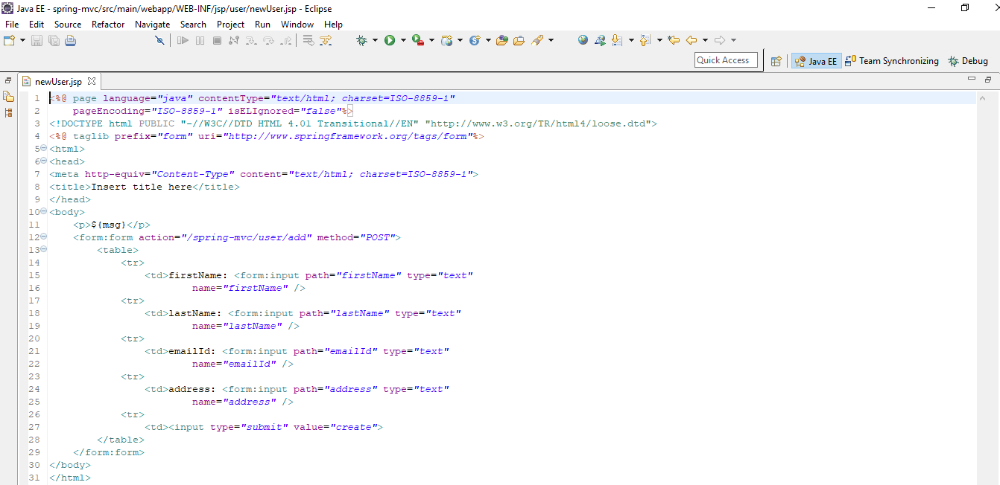 Java EE - spring-mvc/src/main/webapp/WEB-INF/jsp/user/newUser.jsp - Eclipse
File Edit Source Refactor Navigate Search Project Run Window Help
Quick Access Java EE Team Synchronizing Debug
newUser.jsp
1 <%@ page language="java" contentType="text/html; charset=ISO-8859-1"
2     pageEncoding="ISO-8859-1" isELIgnored="false"%>
3 <!DOCTYPE html PUBLIC "-//W3C//DTD HTML 4.01 Transitional//EN" "http://www.w3.org/TR/html4/loose.dtd">
4 <%@ taglib prefix="form" uri="http://www.springframework.org/tags/form"%>
5 <html>
6 <head>
7 <meta http-equiv="Content-Type" content="text/html; charset=ISO-8859-1">
8 <title>Insert title here</title>
9 </head>
10 <body>
11     <p>${msg}</p>
12     <form:form action="/spring-mvc/user/add" method="POST">
13         <table>
14             <tr>
15                 <td>firstName: <form:input path="firstName" type="text"
16                         name="firstName" />
17             <tr>
18                 <td>lastName: <form:input path="lastName" type="text"
19                         name="lastName" />
20             <tr>
21                 <td>emailId: <form:input path="emailId" type="text"
22                         name="emailId" />
23             <tr>
24                 <td>address: <form:input path="address" type="text"
25                         name="address" />
26             <tr>
27                 <td><input type="submit" value="create">
28         </table>
29     </form:form>
30 </body>
31 </html>